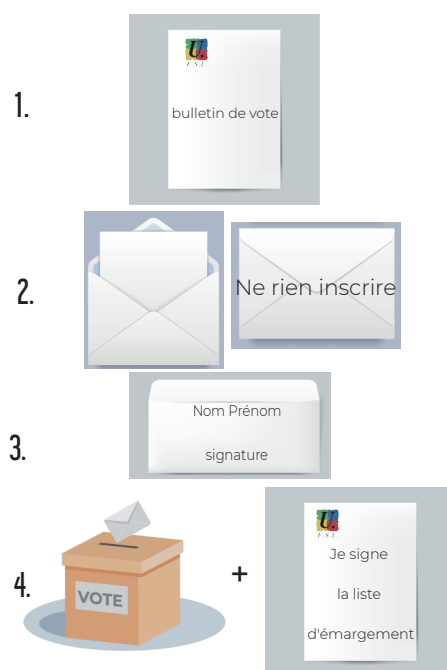 1.
U.
F.S.U.
bulletin de vote
2.
Ne rien inscrire
3.
Nom Prénom
signature
4.
VOTE
+
U.
F.S.U.
Je signe
la liste
d'émargement